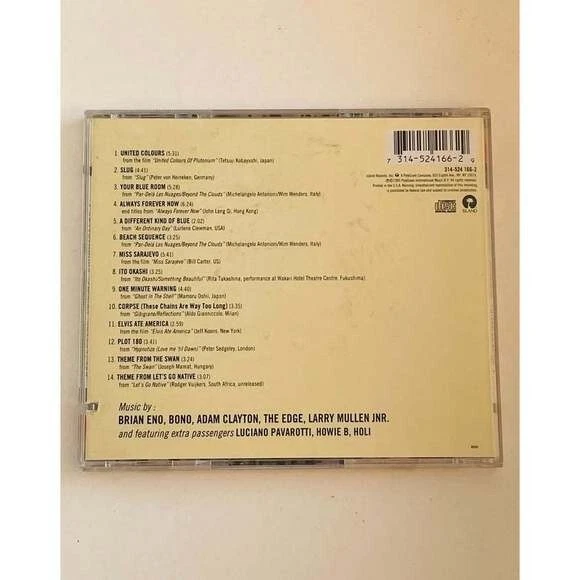 1 UNITED COLOURS (5:31)
from the film "United Colours Of Plutonium" (Tetsuu Kobayashi, Japan)
2 SLUG (4:41)
from "Slug" (Peter von Heineken, Germany)
3 YOUR BLUE ROOM (5:28)
from "Par-Delà Les Nuages/Beyond The Clouds" (Michelangelo Antonioni/Wim Wenders, Italy)
4 ALWAYS FOREVER NOW (6:24)
end titles from "Always Forever Now" (John Leng Qi, Hong Kong)
5 A DIFFERENT KIND OF BLUE (2:02)
from "An Ordinary Day" (Lurlene Clewman, USA)
6 BEACH SEQUENCE (3:25)
from "Par-Delà Les Nuages/Beyond The Clouds" (Michelangelo Antonioni/Wim Wenders, Italy)
7 MISS SARAJEVO (5:40)
from the film "Miss Sarajevo" (Bill Carter, US)
8 ITO OKASHI (3:25)
from "Ito Okashi/Something Beautiful" (Rita Takashina, performance at Wakari Hotel Theatre Centre, Fukushima)
9 ONE MINUTE WARNING (4:40)
from "Ghost In The Shell" (Mamoru Oshii, Japan)
10 CORPSE (These Chains Are Way Too Long) (3:35)
from "Gibigiane/Reflections" (Aldo Giannicolo, Milan)
11 ELVIS ATE AMERICA (2:59)
from the film "Elvis Ate America" (Jeff Koons, New York)
12 PLOT 180 (3:41)
from "Hypnotize (Love me 'til Dawn)" (Peter Sedgeley, London)
13 THEME FROM THE SWAN (3:24)
from "The Swan" (Joseph Mamat, Hungary)
14 THEME FROM LET'S GO NATIVE (3:07)
from "Let's Go Native" (Rodger Vuijkers, South Africa, unreleased)
Music by:
BRIAN ENO, BONO, ADAM CLAYTON, THE EDGE, LARRY MULLEN JNR.
and featuring extra passengers LUCIANO PAVAROTTI, HOWIE B, HOLI
7 314-524166-2 9
314-524 166-2
ISLAND